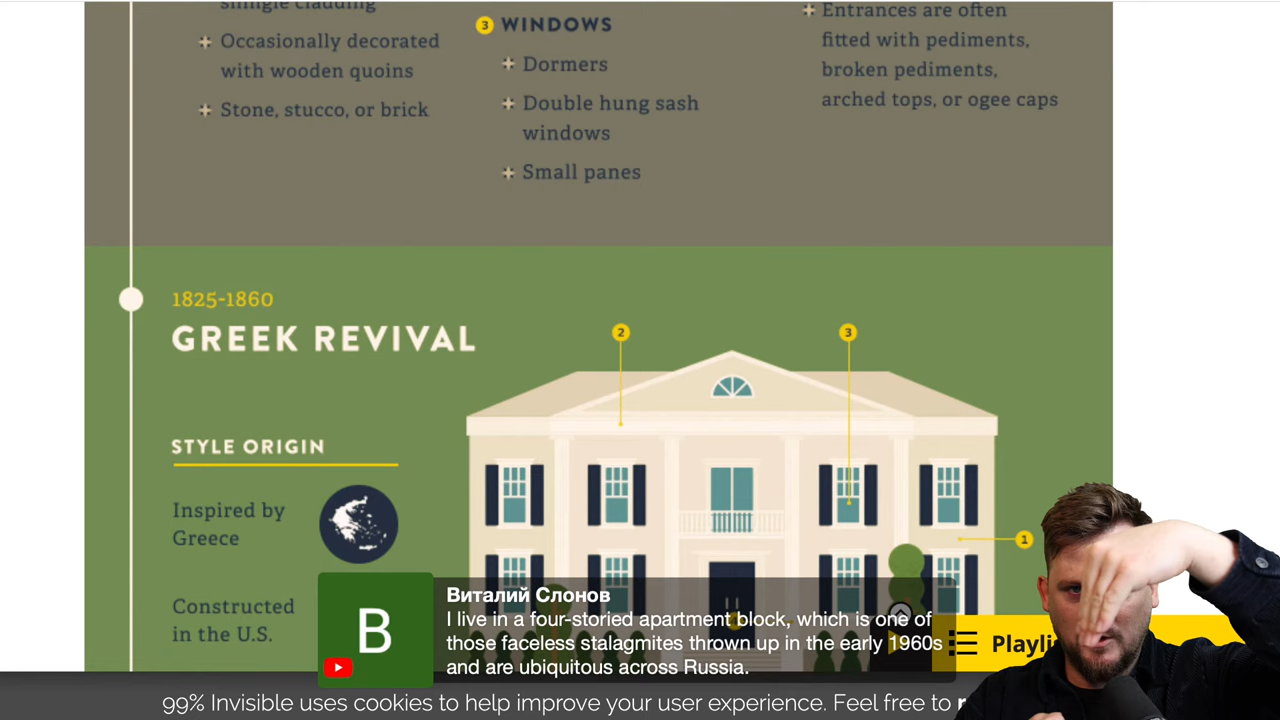 shingle cladding
+ Occasionally decorated
with wooden quoins
+ Stone, stucco, or brick
3 WINDOWS
+ Dormers
+ Double hung sash
windows
+ Small panes
+ Entrances are often
fitted with pediments,
broken pediments,
arched tops, or ogee caps
1825-1860
GREEK REVIVAL
2
3
1
STYLE ORIGIN
Inspired by
Greece
Constructed
in the U.S.
B
Виталий Слонов
I live in a four-storied apartment block, which is one of
those faceless stalagmites thrown up in the early 1960s
and are ubiquitous across Russia.
99% Invisible uses cookies to help improve your user experience. Feel free to